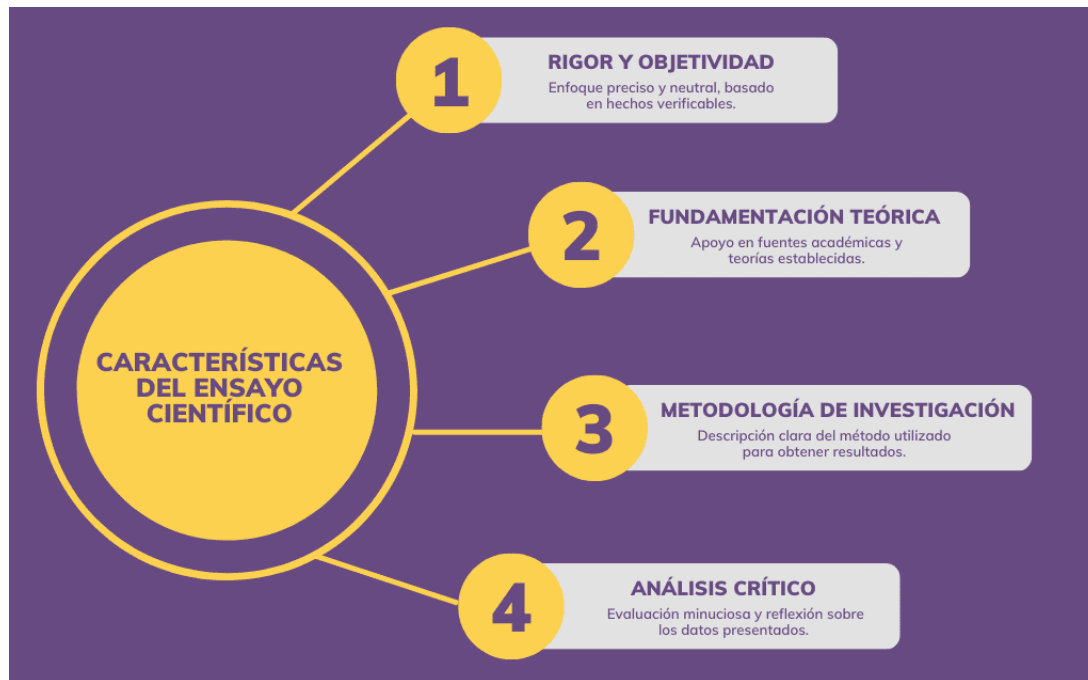 CARACTERÍSTICAS
DEL ENSAYO
CIENTÍFICO
1
RIGOR Y OBJETIVIDAD
Enfoque preciso y neutral, basado
en hechos verificables.
2
FUNDAMENTACIÓN TEÓRICA
Apoyo en fuentes académicas y
teorías establecidas.
3
METODOLOGÍA DE INVESTIGACIÓN
Descripción clara del método utilizado
para obtener resultados.
4
ANÁLISIS CRÍTICO
Evaluación minuciosa y reflexión sobre
los datos presentados.